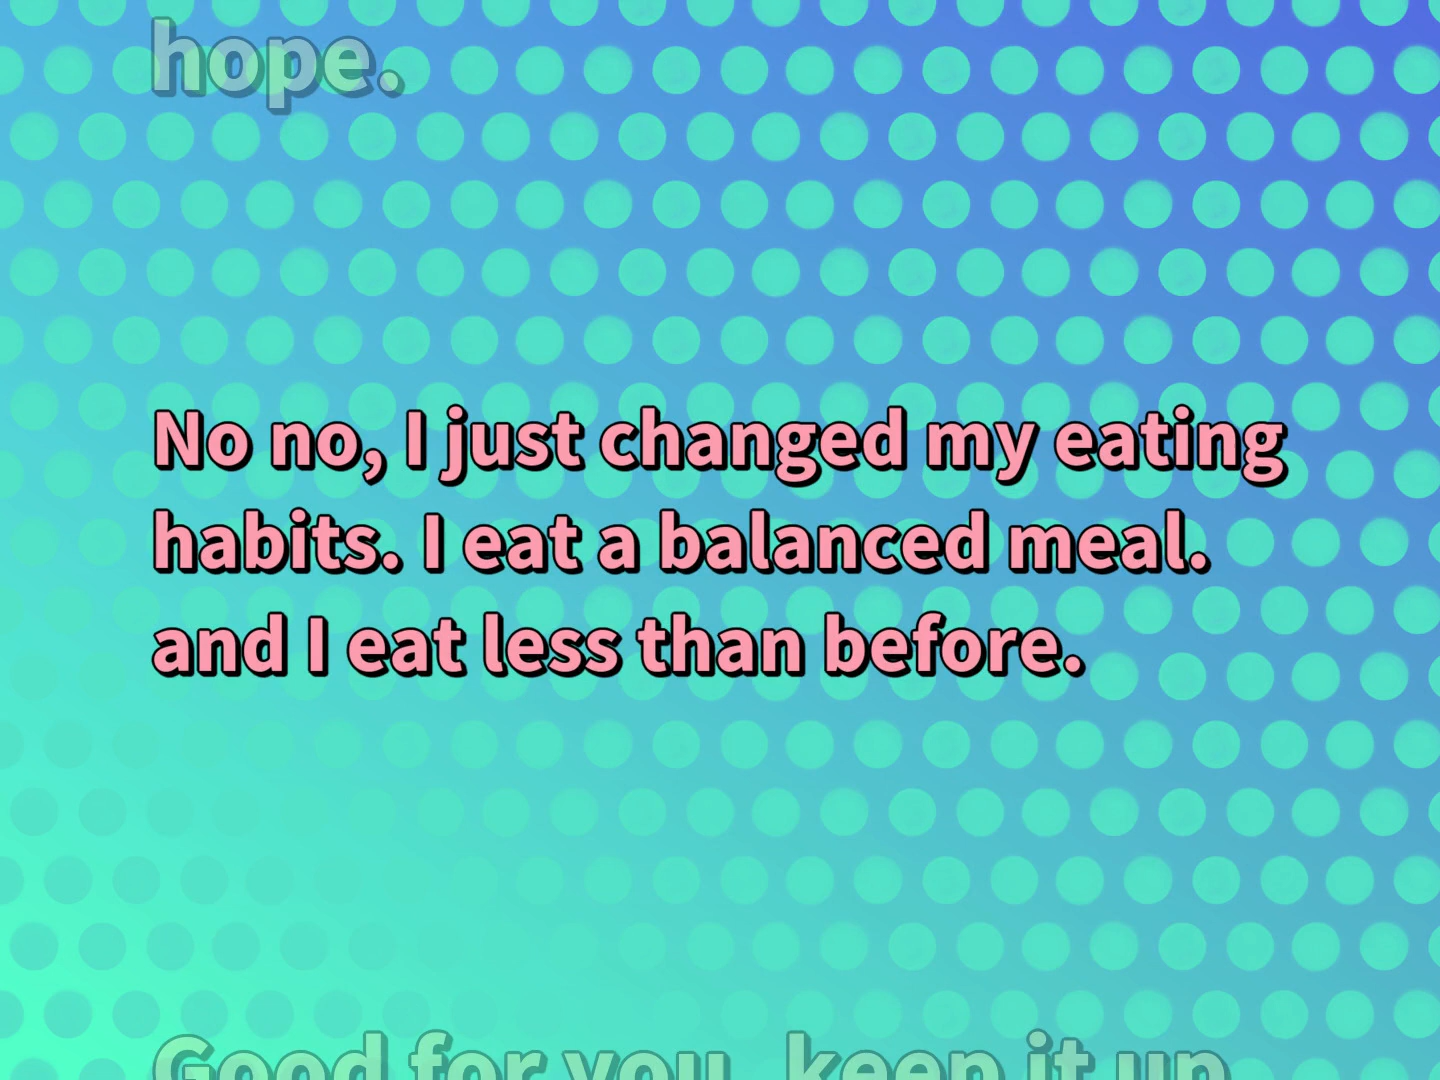 hope.
No no, I just changed my eating
habits. I eat a balanced meal.
and I eat less than before.
Good for you, keep it up